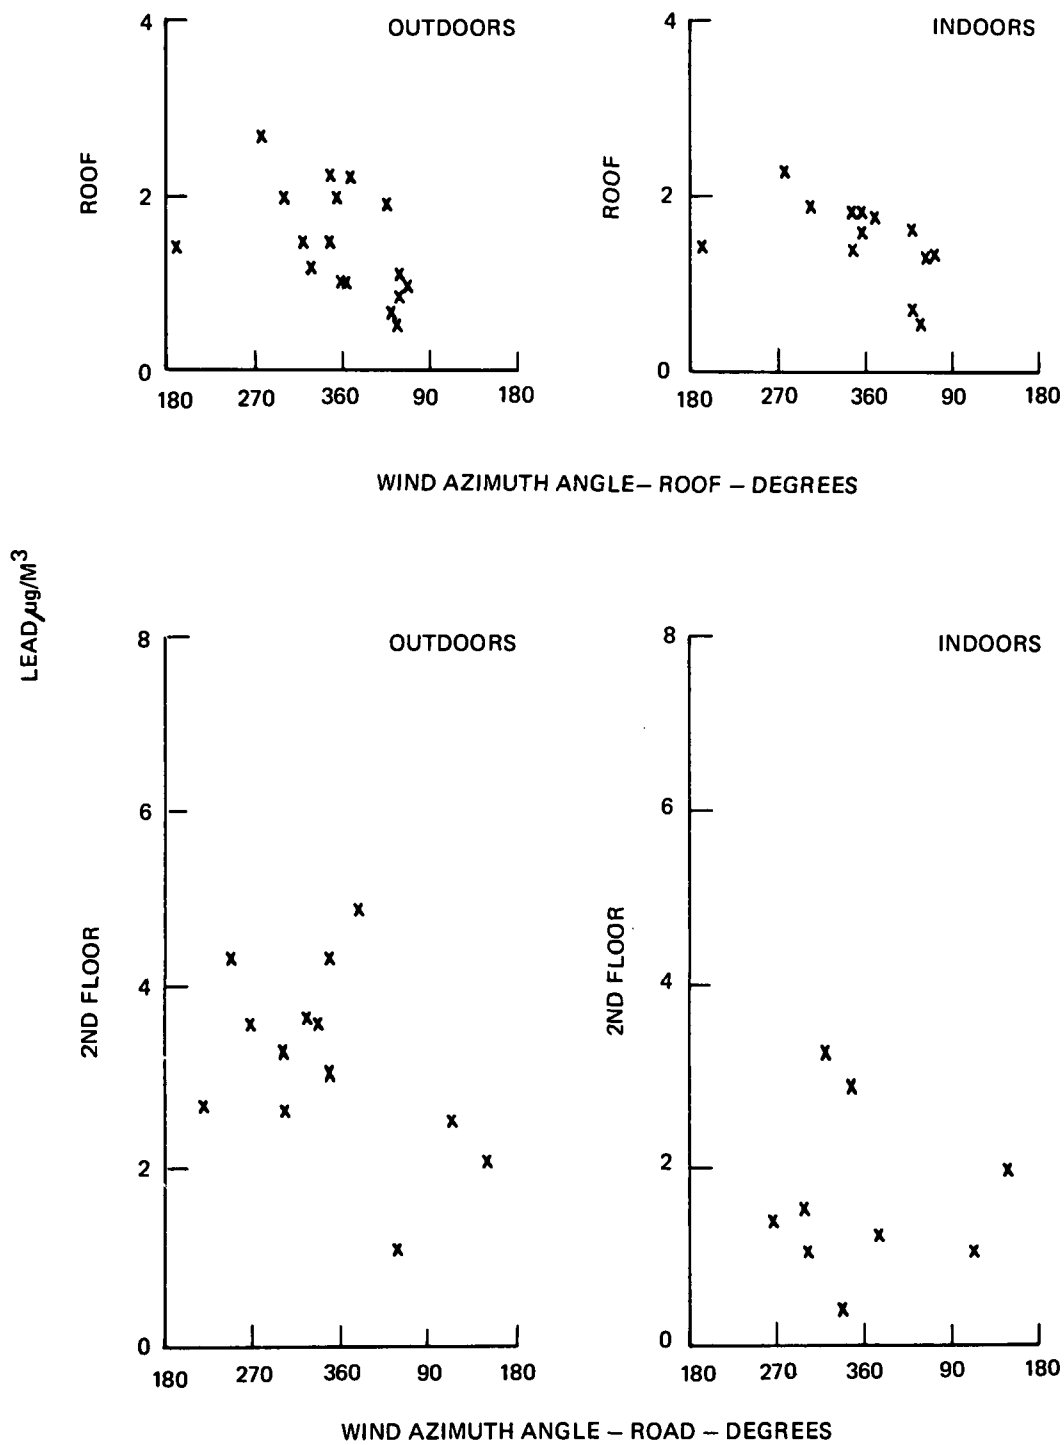 4
OUTDOORS
ROOF
2
0
180 270 360 90 180
4
INDOORS
ROOF
2
0
180 270 360 90 180
WIND AZIMUTH ANGLE— ROOF — DEGREES
LEAD,µg/M³
8
OUTDOORS
6
2ND FLOOR
4
2
0
180 270 360 90 180
8
INDOORS
6
2ND FLOOR
4
2
0
180 270 360 90 180
WIND AZIMUTH ANGLE — ROAD — DEGREES